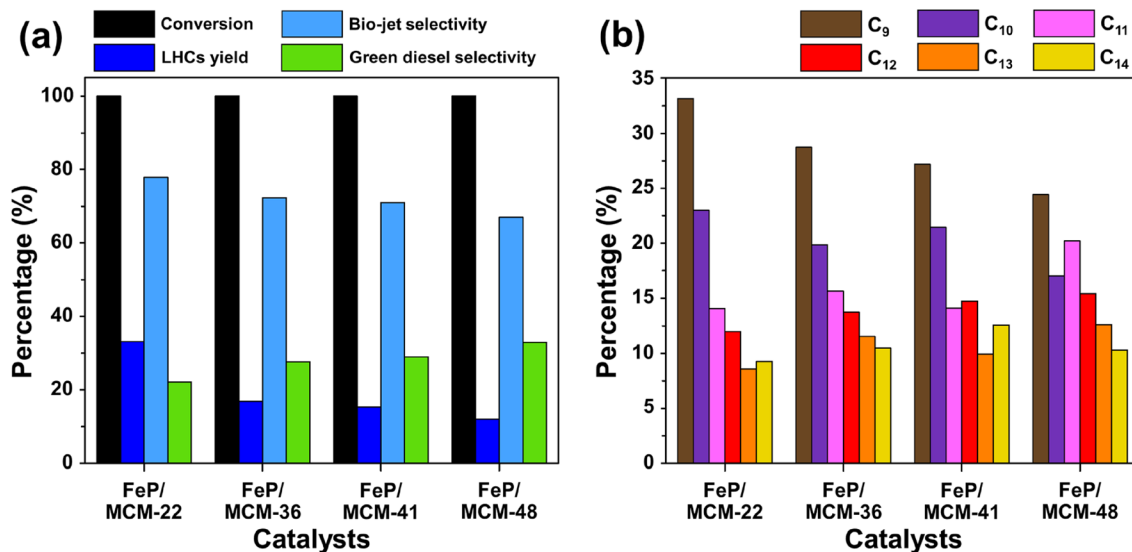 (a)
Conversion
Bio-jet selectivity
LHCs yield
Green diesel selectivity
Percentage (%)
100
80
60
40
20
0
FeP/ FeP/ FeP/ FeP/
MCM-22 MCM-36 MCM-41 MCM-48
Catalysts
(b)
C₉ C₁₀ C₁₁
C₁₂ C₁₃ C₁₄
Percentage (%)
35
30
25
20
15
10
5
0
FeP/ FeP/ FeP/ FeP/
MCM-22 MCM-36 MCM-41 MCM-48
Catalysts